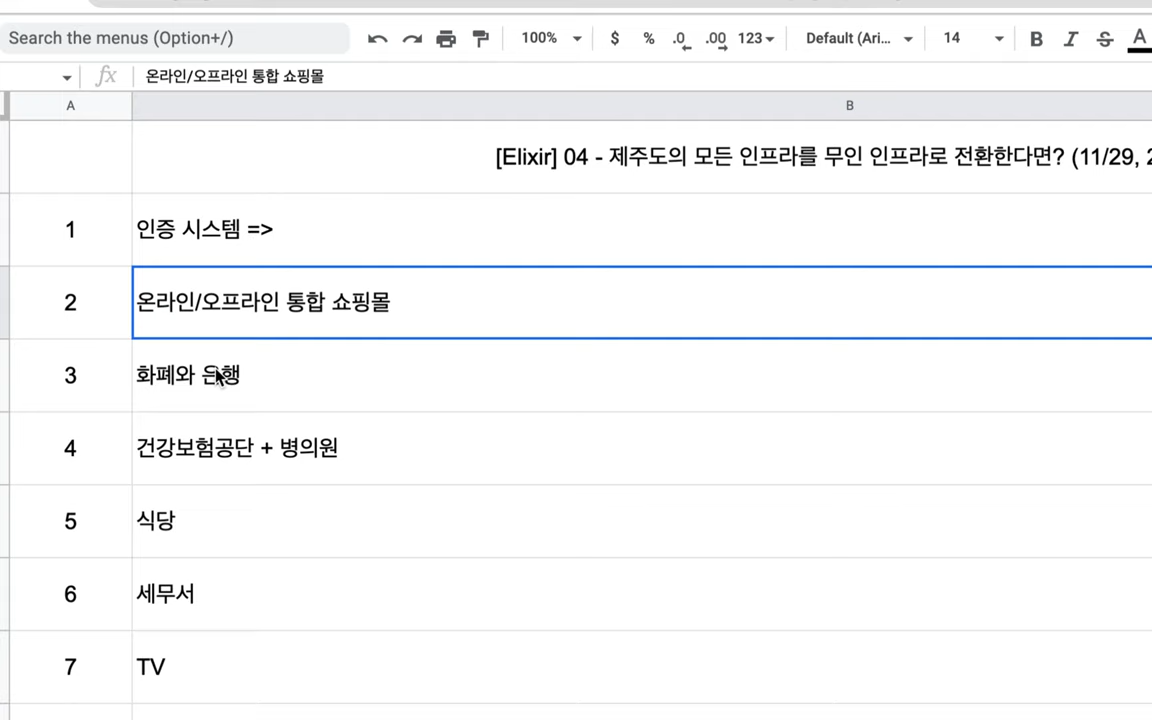 Search the menus (Option+/)
100%
$
%
.0
.00
123
Default (Ari...
14
B
I
S
A
fx
온라인/오프라인 통합 쇼핑몰
A
B
[Elixir] 04 - 제주도의 모든 인프라를 무인 인프라로 전환한다면? (11/29,
1
인증 시스템 =>
2
온라인/오프라인 통합 쇼핑몰
3
화폐와 은행
4
건강보험공단 + 병의원
5
식당
6
세무서
7
TV